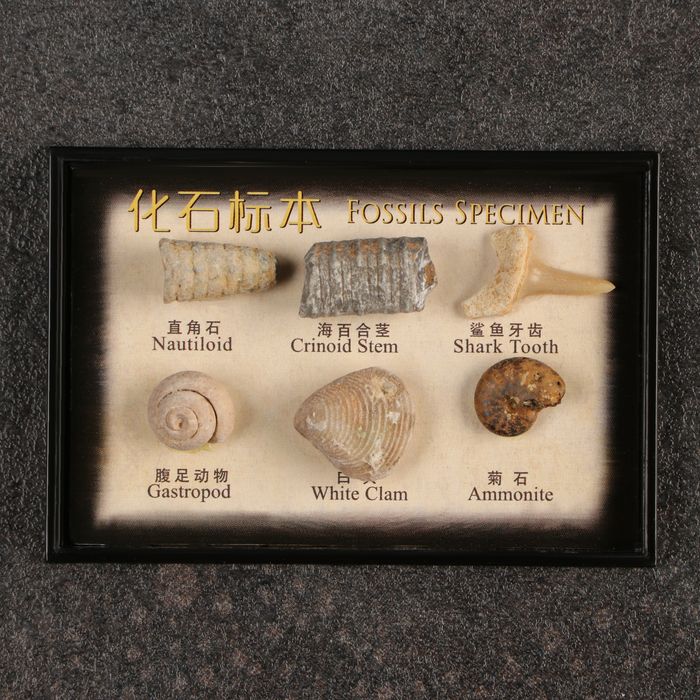 化石标本 FOSSILS SPECIMEN
直角石 海百合茎 鲨鱼牙齿
Nautiloid Crinoid Stem Shark Tooth
腹足动物 菊石
Gastropod White Clam Ammonite